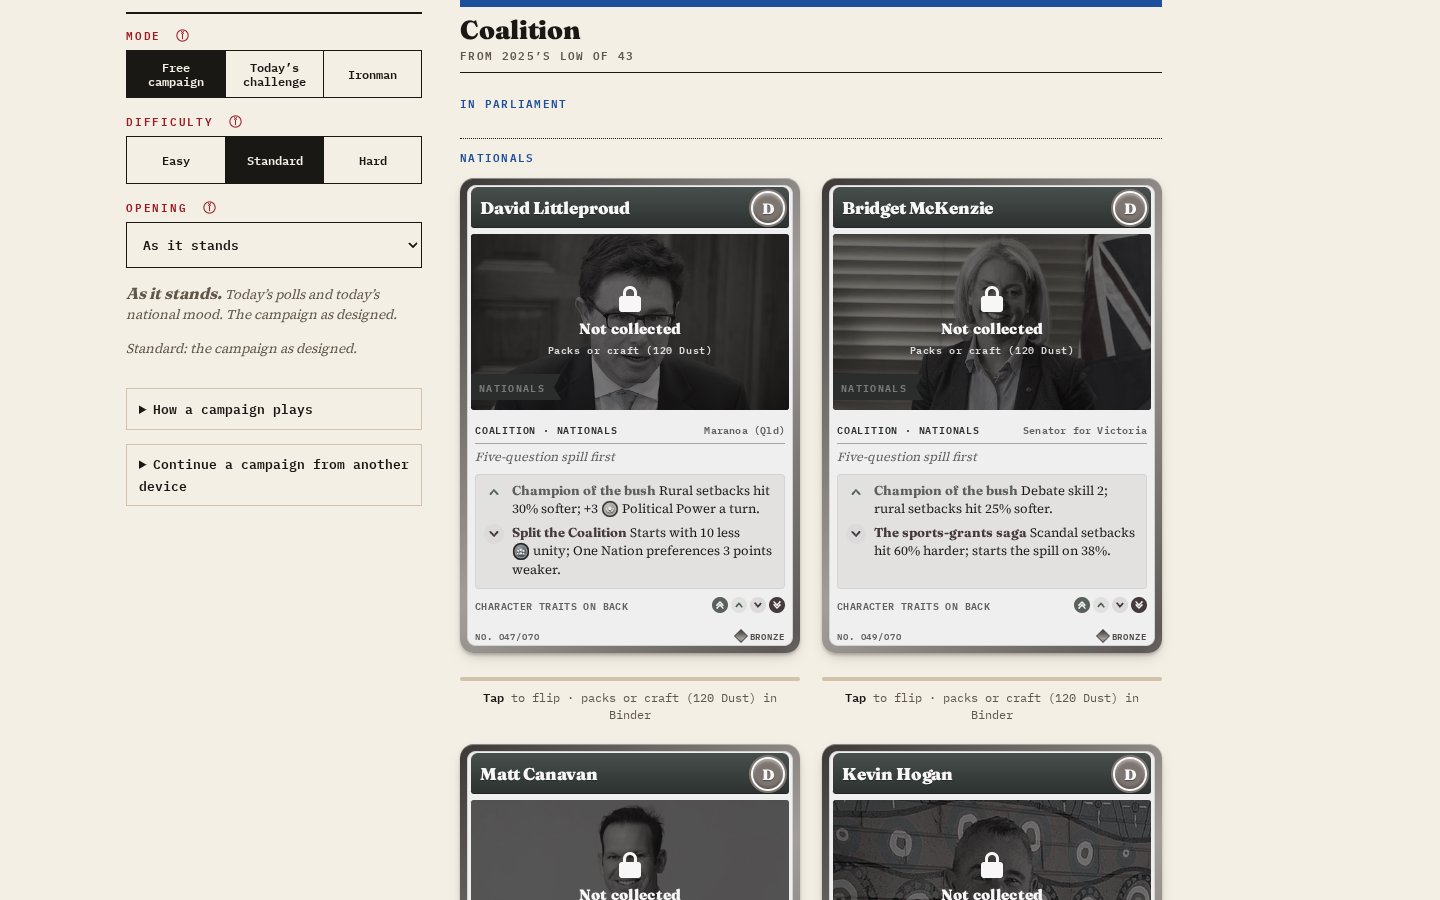 MODE
Free campaign
Today's challenge
Ironman
DIFFICULTY
Easy
Standard
Hard
OPENING
As it stands
As it stands. Today's polls and today's
national mood. The campaign as designed.
Standard: the campaign as designed.
How a campaign plays
Continue a campaign from another
device
Coalition
FROM 2025'S LOW OF 43
IN PARLIAMENT
NATIONALS
David Littleproud
D
Not collected
Packs or craft (120 Dust)
NATIONALS
COALITION · NATIONALS
Maranoa (Qld)
Five-question spill first
Champion of the bush Rural setbacks hit
30% softer; +3 Political Power a turn.
Split the Coalition Starts with 10 less
unity; One Nation preferences 3 points
weaker.
CHARACTER TRAITS ON BACK
NO. 047/070
BRONZE
Tap to flip · packs or craft (120 Dust) in
Binder
Bridget McKenzie
D
Not collected
Packs or craft (120 Dust)
NATIONALS
COALITION · NATIONALS
Senator for Victoria
Five-question spill first
Champion of the bush Debate skill 2;
rural setbacks hit 25% softer.
The sports-grants saga Scandal setbacks
hit 60% harder; starts the spill on 38%.
CHARACTER TRAITS ON BACK
NO. 049/070
BRONZE
Tap to flip · packs or craft (120 Dust) in
Binder
Matt Canavan
D
Not collected
Kevin Hogan
D
Not collected